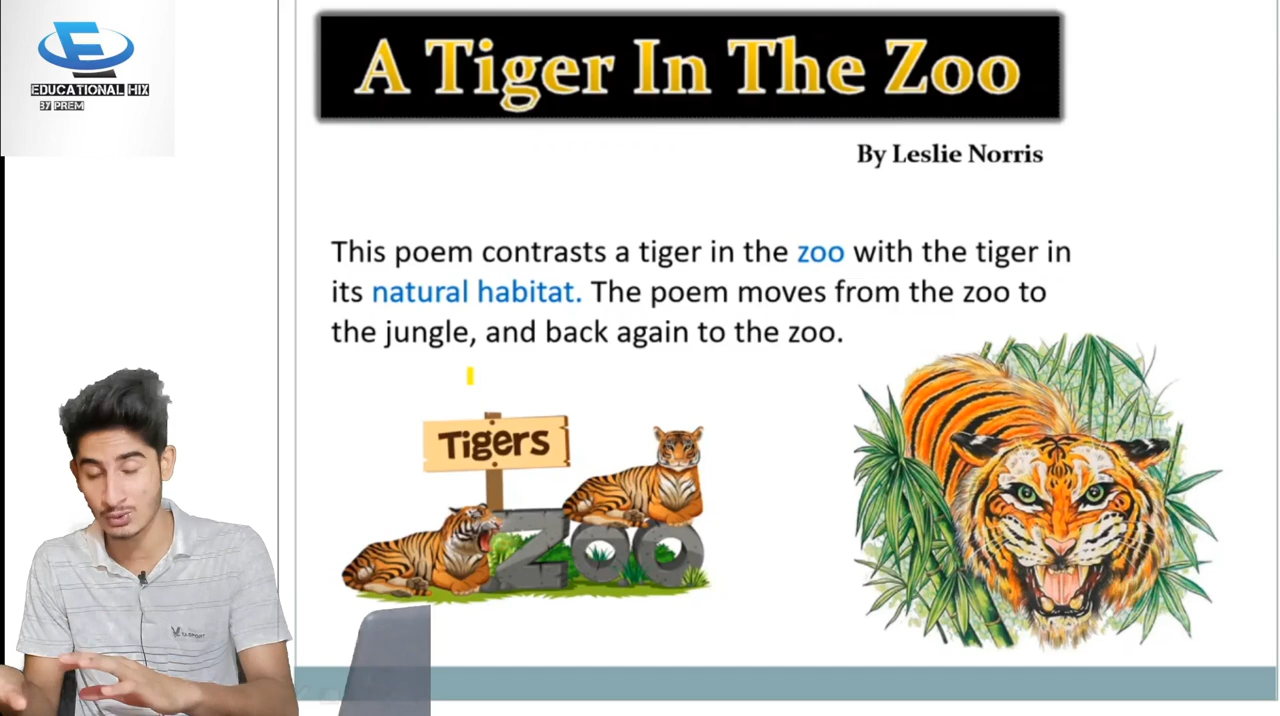 EDUCATIONAL HIX
BY PREM
A Tiger In The Zoo
By Leslie Norris
This poem contrasts a tiger in the zoo with the tiger in
its natural habitat. The poem moves from the zoo to
the jungle, and back again to the zoo.
Tigers
Zoo